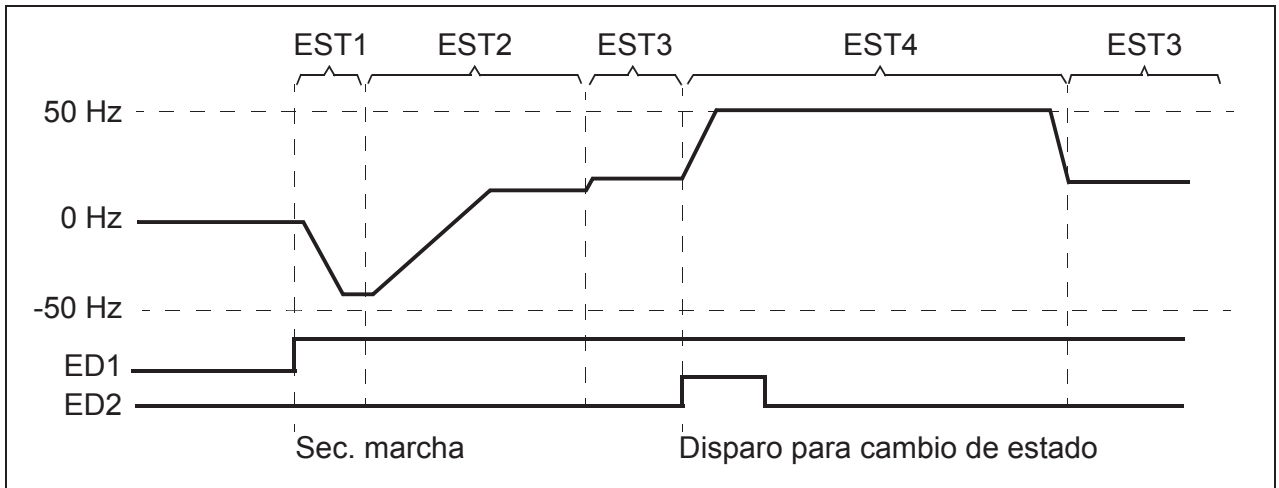 EST1 EST2 EST3 EST4 EST3
50 Hz
0 Hz
-50 Hz
ED1
ED2
Sec. marcha Disparo para cambio de estado